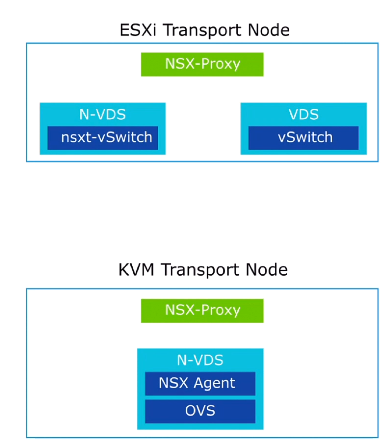 ESXi Transport Node
NSX-Proxy
N-VDS
nsxt-vSwitch
VDS
vSwitch
KVM Transport Node
NSX-Proxy
N-VDS
NSX Agent
OVS